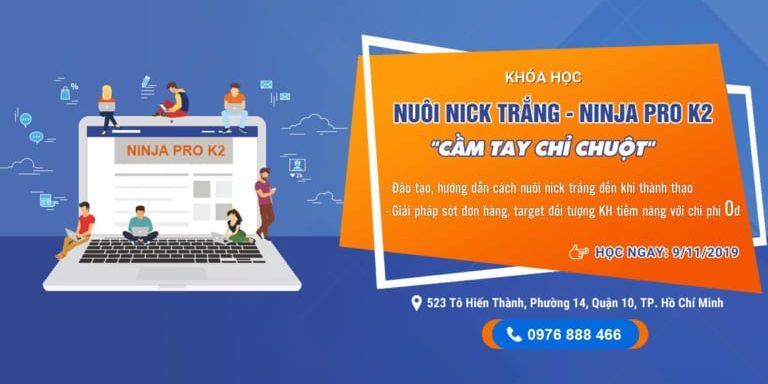 NINJA PRO K2
KHÓA HỌC
NUÔI NICK TRẮNG - NINJA PRO K2
"CẦM TAY CHỈ CHUỘT"
- Đào tạo, hướng dẫn cách nuôi nick trắng đến khi thành thạo
- Giải pháp sốt đơn hàng, target đối tượng KH tiềm năng với chi phí 0đ
HỌC NGAY: 9/11/2019
523 Tô Hiến Thành, Phường 14, Quận 10, TP. Hồ Chí Minh
0976 888 466